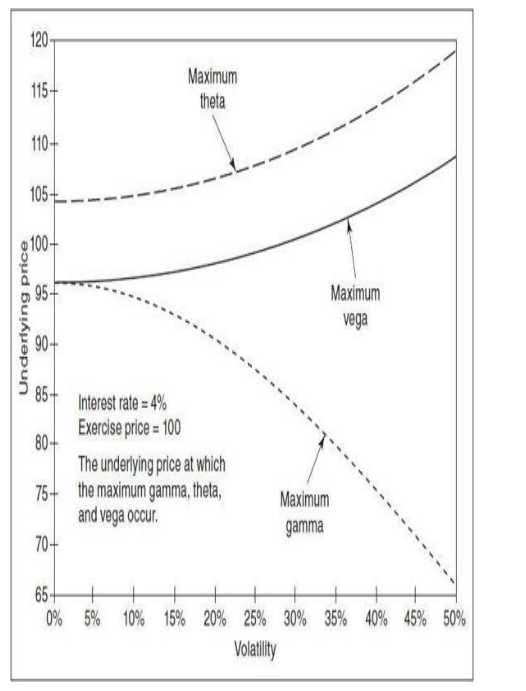 120
115
110
105
100
95
90
85
80
75
70
65
Underlying price
Maximum
theta
Maximum
vega
Interest rate = 4%
Exercise price = 100
The underlying price at which
the maximum gamma, theta,
and vega occur.
Maximum
gamma
0% 5% 10% 15% 20% 25% 30% 35% 40% 45% 50%
Volatility